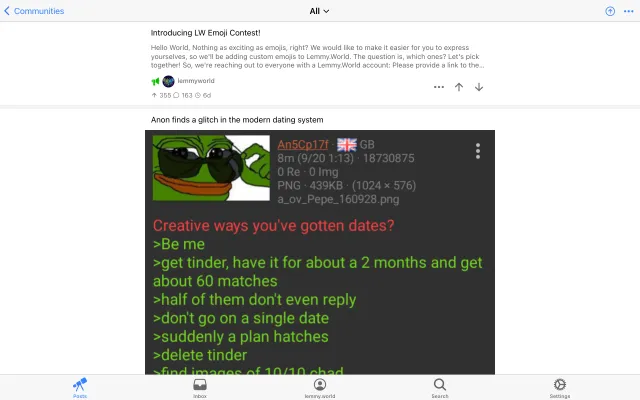 Communities
All
Introducing LW Emoji Contest!
Hello World, Nothing as exciting as emojis, right? We would like to make it easier for you to express
yourselves, so we'll be adding custom emojis to Lemmy.World. The question is, which ones? Let's pick
together! So, we're reaching out to everyone with a Lemmy.World account: Please provide a link to the...
lemmyworld
355 163 6d
Anon finds a glitch in the modern dating system
An5Cp17f · GB
8m (9/20 1:13) · 18730875
0 Re · 0 Img
PNG · 439KB · (1024 × 576)
a_ov_Pepe_160928.png
Creative ways you've gotten dates?
>Be me
>get tinder, have it for about a 2 months and get
about 60 matches
>half of them don't even reply
>don't go on a single date
>suddenly a plan hatches
>delete tinder
>find images of 10/10 chad
Posts
Inbox
lemmy.world
Search
Settings